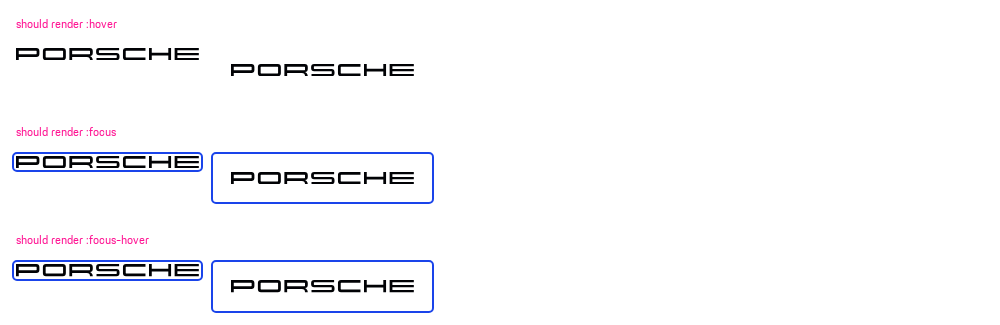 should render :hover
PORSCHE PORSCHE
should render :focus
PORSCHE PORSCHE
should render :focus-hover
PORSCHE PORSCHE